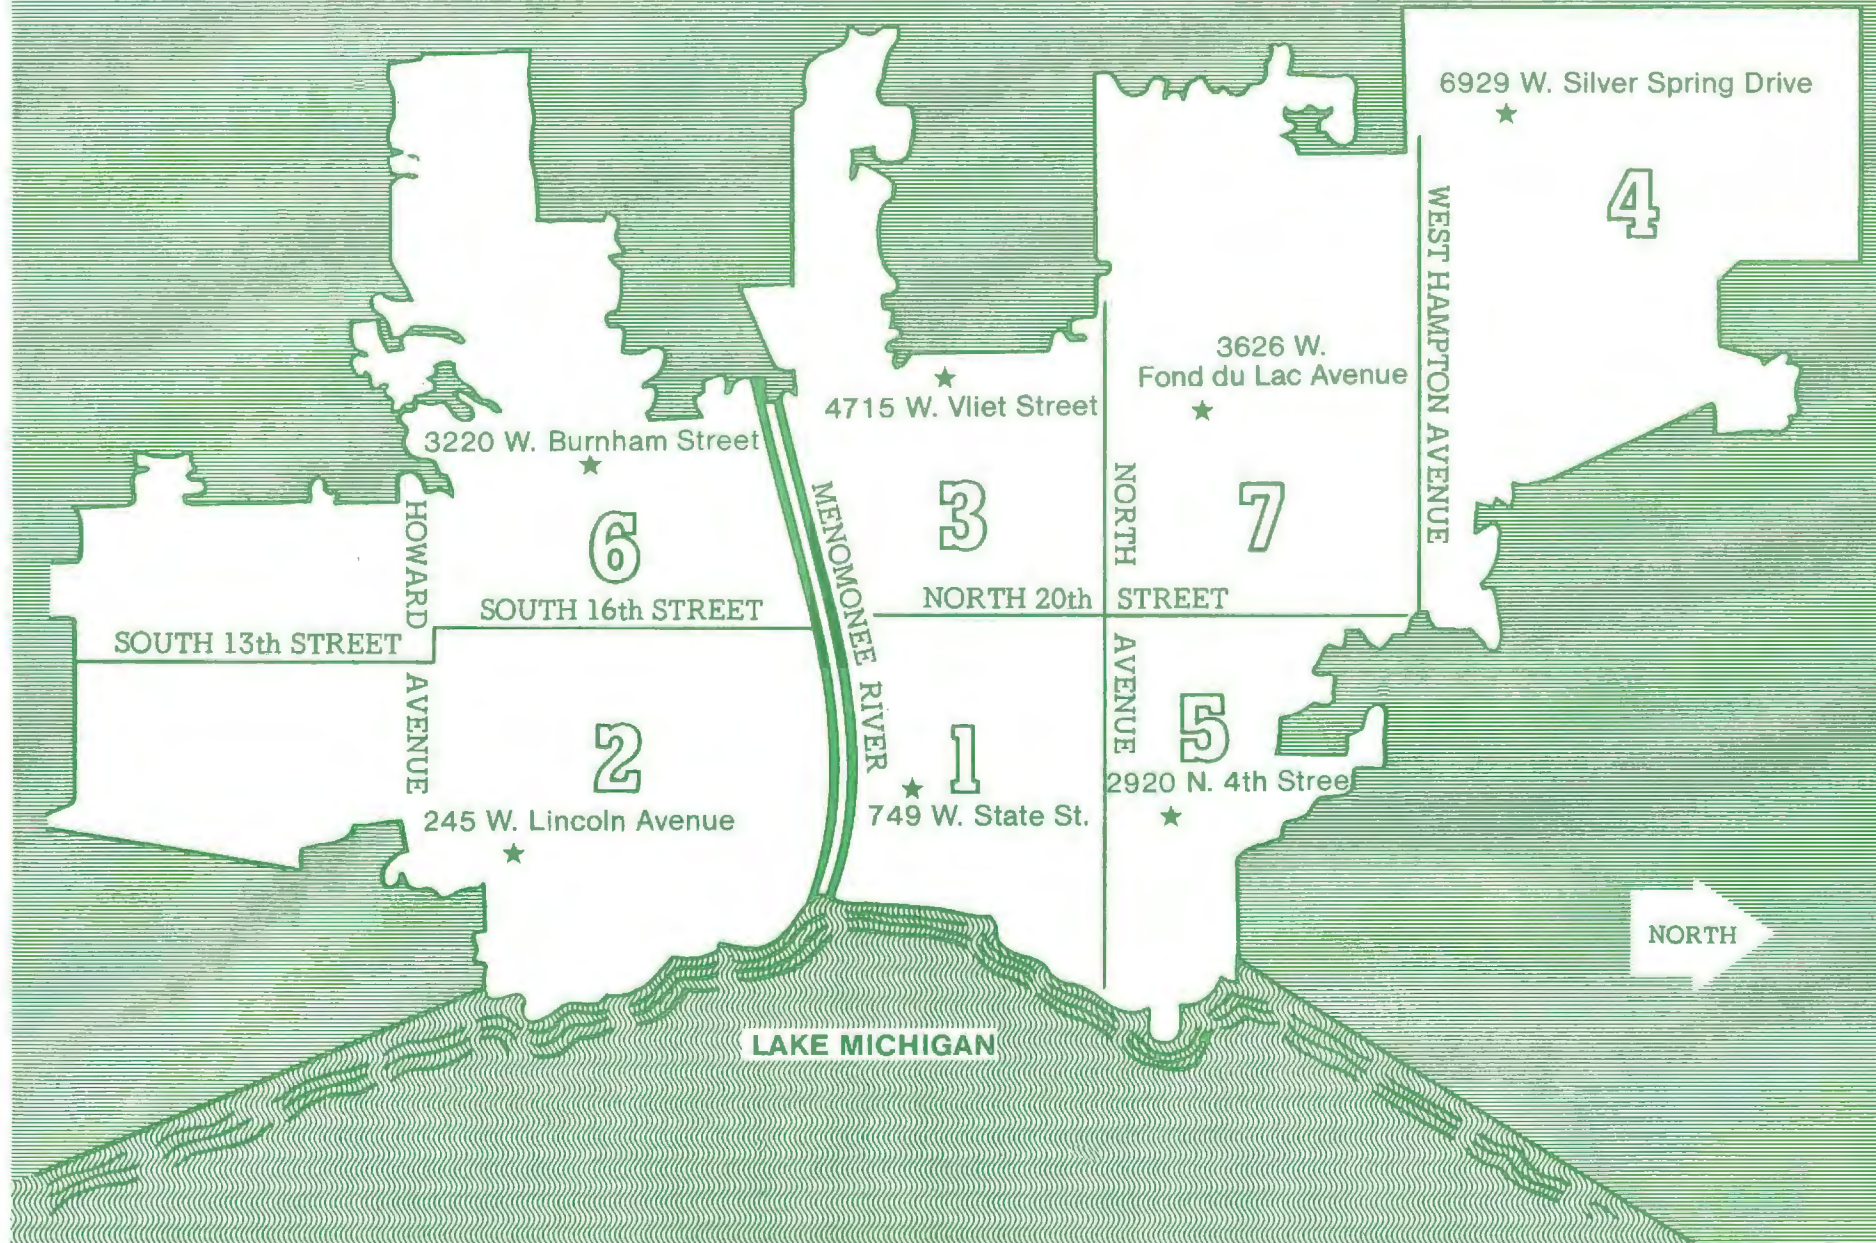 6929 W. Silver Spring Drive
4
WEST HAMPTON AVENUE
3626 W.
Fond du Lac Avenue
4715 W. Vliet Street
3220 W. Burnham Street
HOWARD
6
MENOMONEE RIVER
3
NORTH
7
SOUTH 16th STREET
NORTH 20th STREET
SOUTH 13th STREET
AVENUE
2
1
AVENUE
5
2920 N. 4th Stree
245 W. Lincoln Avenue
749 W. State St.
NORTH
LAKE MICHIGAN